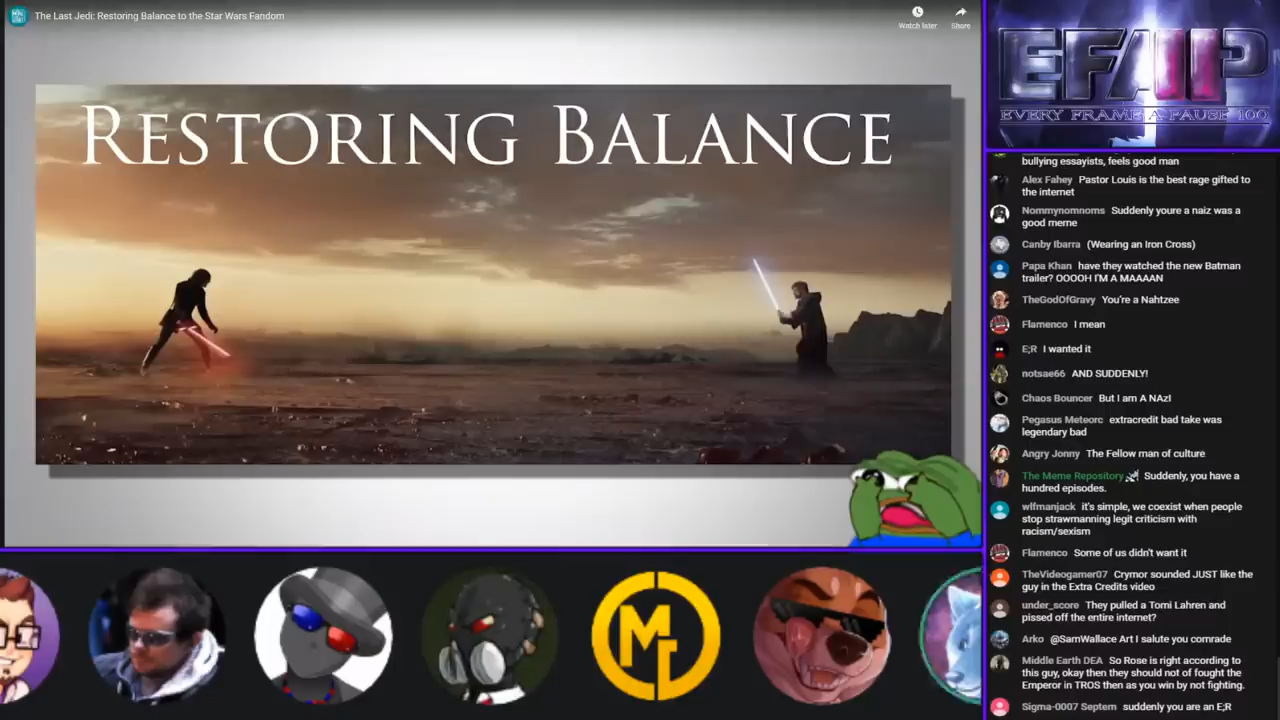 The Last Jedi: Restoring Balance to the Star Wars Fandom
Watch later
Share
RESTORING BALANCE
EFAP
EVERY FRAME A PAUSE 100
bullying essayists, feels good man
Alex Fahey Pastor Louis is the best rage gifted to
the internet
Nommynomnoms Suddenly youre a naiz was a
good meme
Canby Ibarra (Wearing an Iron Cross)
Papa Khan have they watched the new Batman
trailer? OOOOH I'M A MAAAAN
TheGodOfGravy You're a Nahtzee
Flamenco I mean
E;R I wanted it
notsae66 AND SUDDENLY!
Chaos Bouncer But I am A NAz!
Pegasus Meteorc extracredit bad take was
legendary bad
Angry Jonny The Fellow man of culture
The Meme Repository Suddenly, you have a
hundred episodes.
wlfmanjack it's simple, we coexist when people
stop strawmanning legit criticism with
racism/sexism
Flamenco Some of us didn't want it
TheVideogamer07 Crymor sounded JUST like the
guy in the Extra Credits video
under_score They pulled a Tomi Lahren and
pissed off the entire internet?
Arko @SamWallace Art I salute you comrade
Middle Earth DEA So Rose is right according to
this guy, okay then they should not of fought the
Emperor in TROS then as you win by not fighting.
Sigma-0007 Septem suddenly you are an E;R